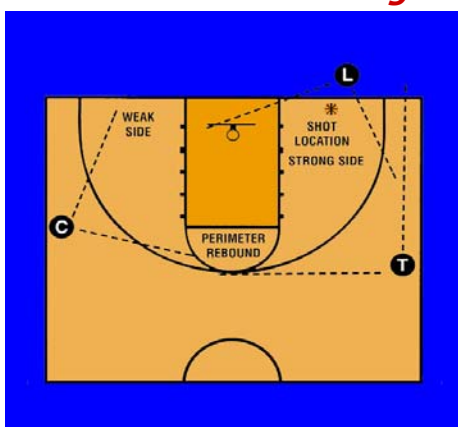 L
WEAK
SIDE
SHOT
LOCATION
STRONG SIDE
C
PERIMETER
REBOUND
T